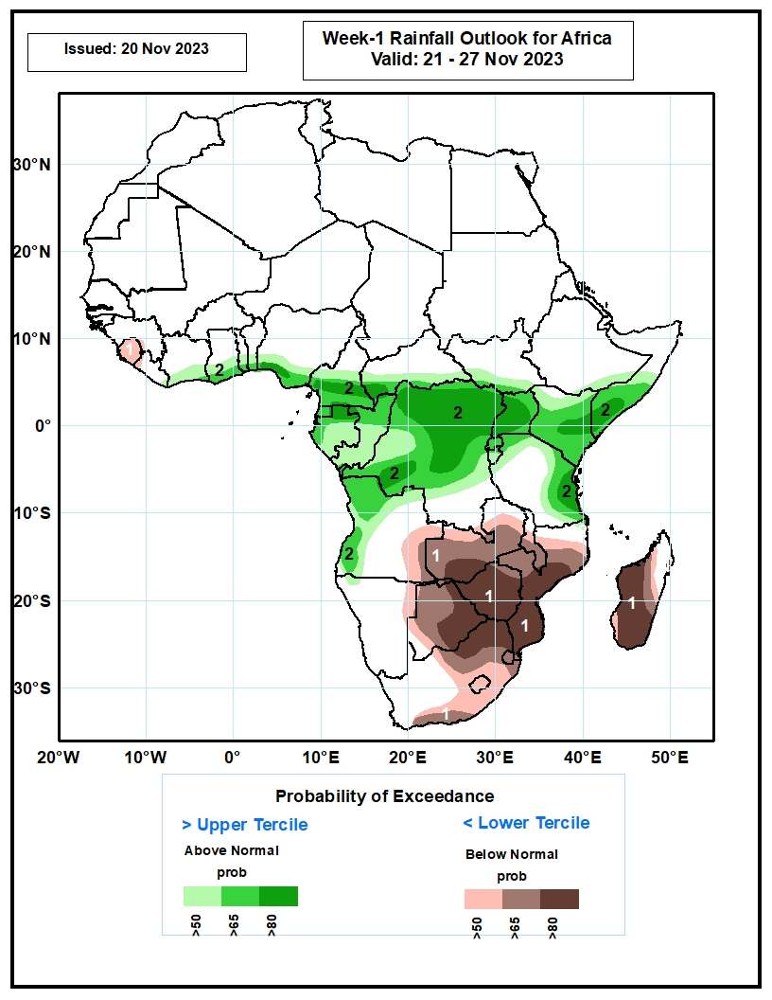 Issued: 20 Nov 2023
Week-1 Rainfall Outlook for Africa
Valid: 21 - 27 Nov 2023
30°N
20°N
10°N
0°
10°S
20°S
30°S
1
2
2
2
2
2
2
2
1
1
1
1
1
20°W 10°W 0° 10°E 20°E 30°E 40°E 50°E
Probability of Exceedance
> Upper Tercile
< Lower Tercile
Above Normal
Below Normal
prob
prob
>50 >65 >80
>50 >65 >80